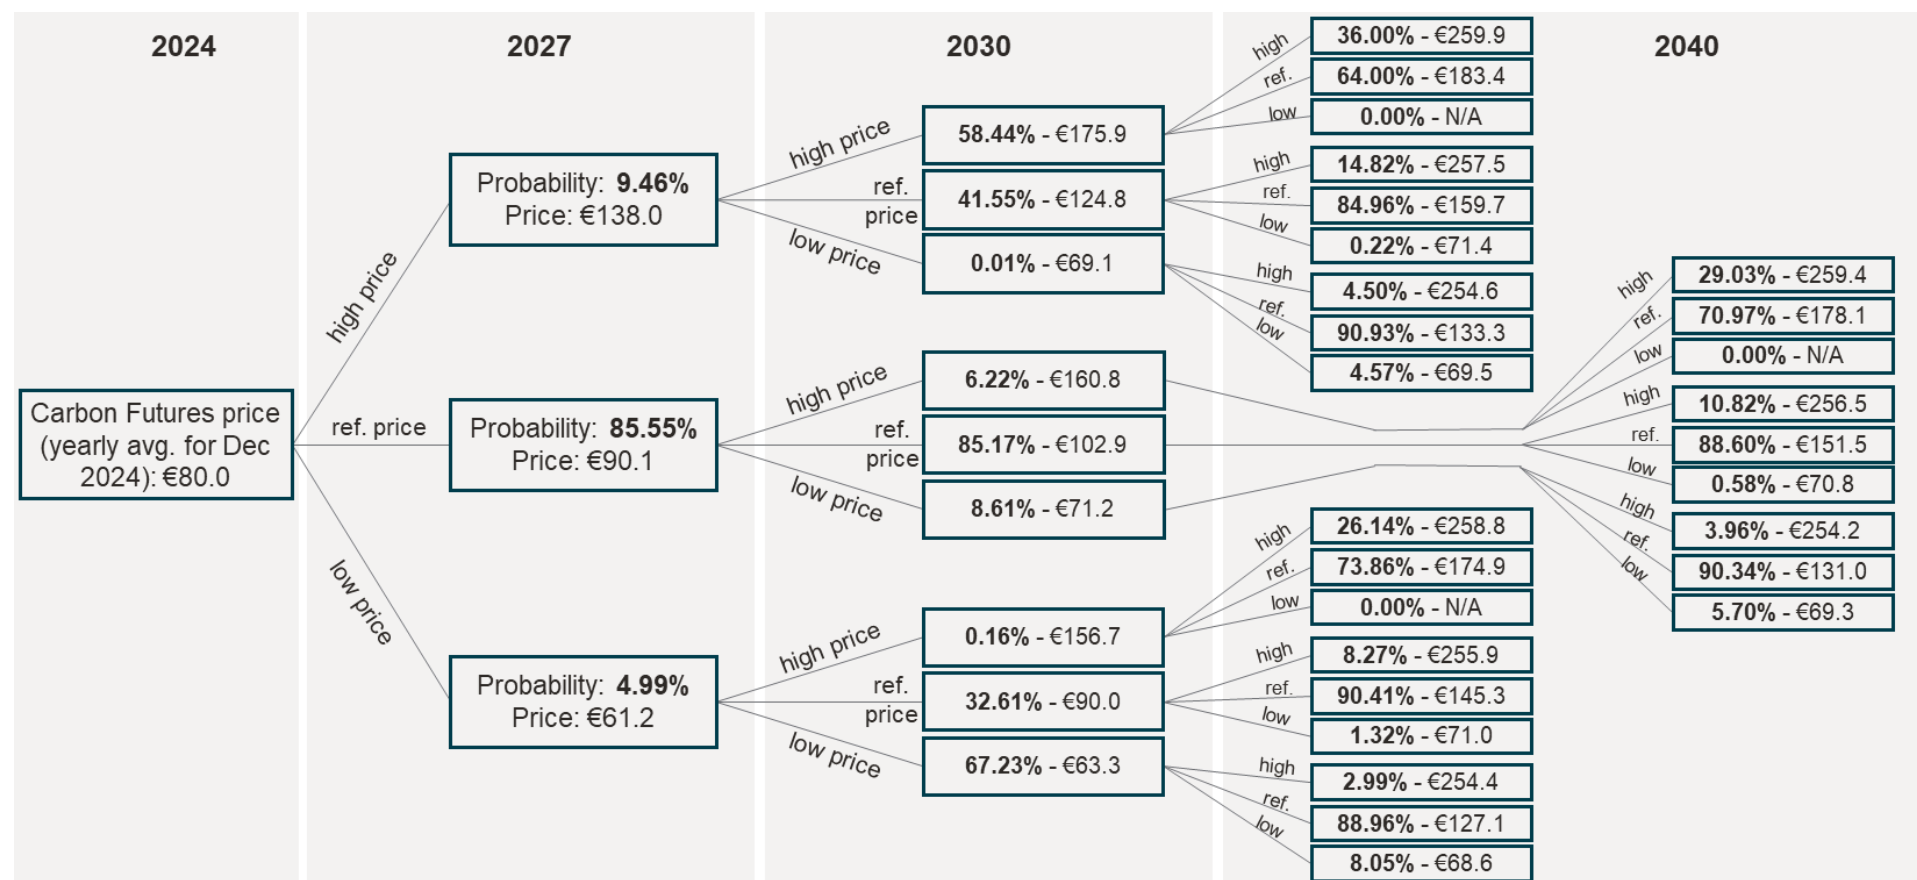 2024
2027
2030
2040
Carbon Futures price
(yearly avg. for Dec
2024): €80.0
high price
ref. price
low price
Probability: 9.46%
Price: €138.0
high price
ref.
price
low price
58.44% - €175.9
41.55% - €124.8
0.01% - €69.1
high
ref.
low
36.00% - €259.9
64.00% - €183.4
0.00% - N/A
high
ref.
low
14.82% - €257.5
84.96% - €159.7
0.22% - €71.4
high
ref.
low
4.50% - €254.6
90.93% - €133.3
4.57% - €69.5
Probability: 85.55%
Price: €90.1
high price
ref.
price
low price
6.22% - €160.8
85.17% - €102.9
8.61% - €71.2
high
ref.
low
29.03% - €259.4
70.97% - €178.1
0.00% - N/A
high
ref.
low
10.82% - €256.5
88.60% - €151.5
0.58% - €70.8
high
ref.
low
3.96% - €254.2
90.34% - €131.0
5.70% - €69.3
Probability: 4.99%
Price: €61.2
high price
ref.
price
low price
0.16% - €156.7
32.61% - €90.0
67.23% - €63.3
high
ref.
low
26.14% - €258.8
73.86% - €174.9
0.00% - N/A
high
ref.
low
8.27% - €255.9
90.41% - €145.3
1.32% - €71.0
high
ref.
low
2.99% - €254.4
88.96% - €127.1
8.05% - €68.6